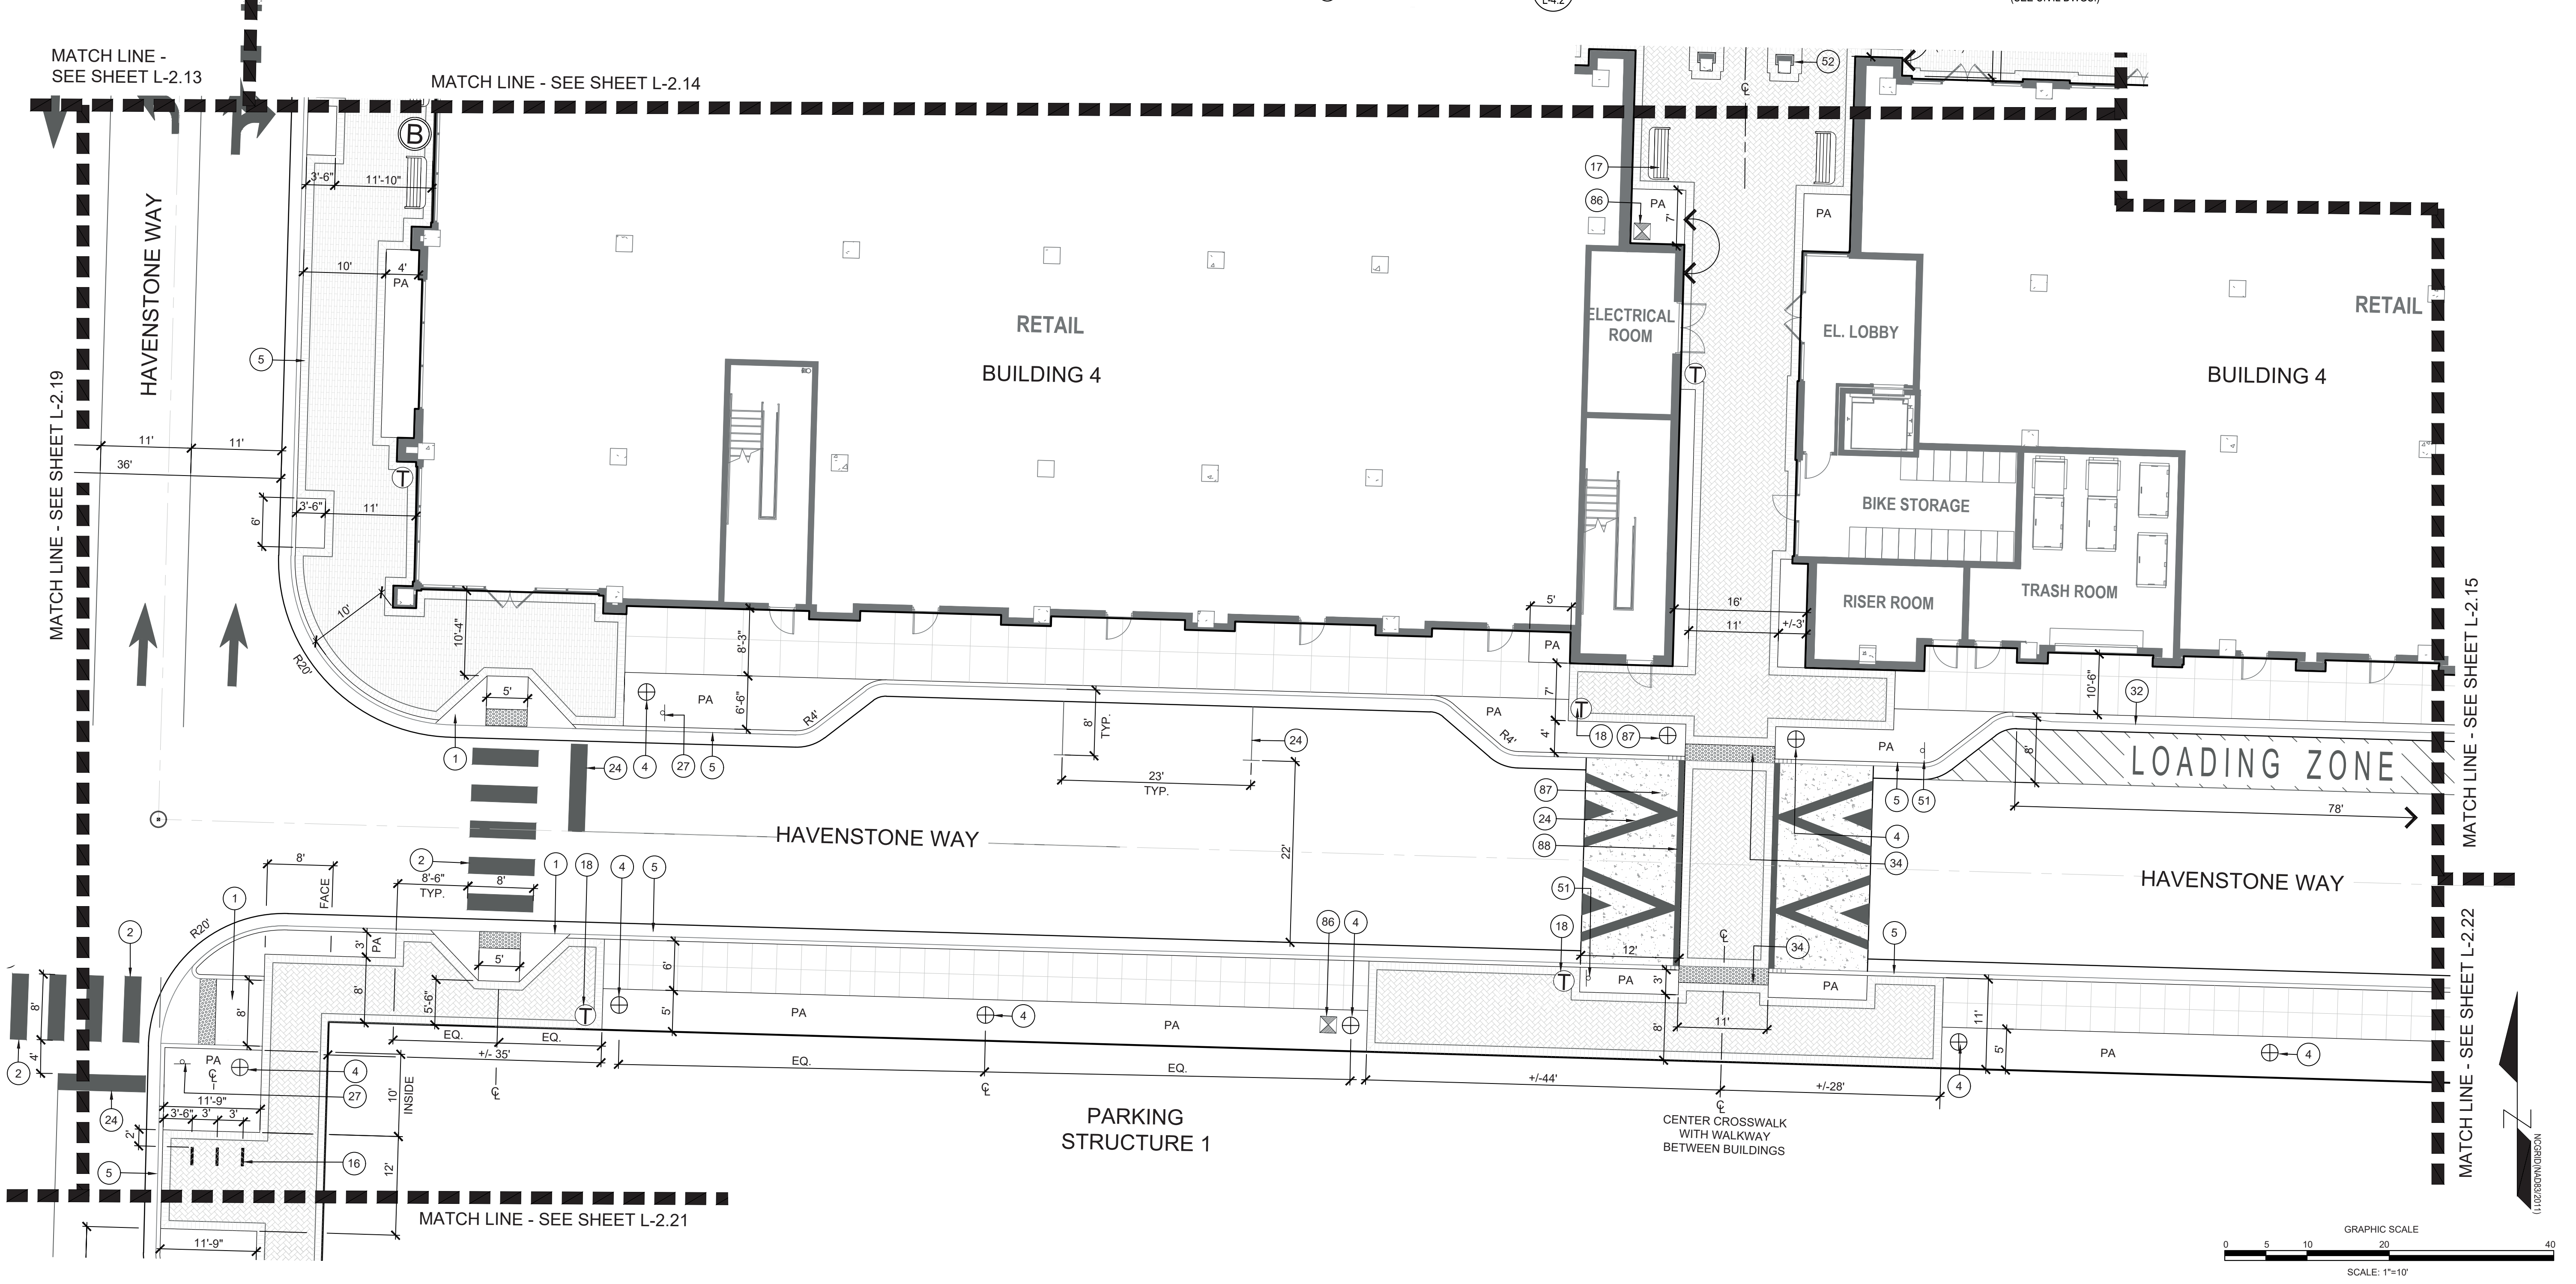 L-4.2
MATCH LINE -
SEE SHEET L-2.13
MATCH LINE - SEE SHEET L-2.14
52
℄
B
17
3'-6"
11'-10"
86
PA
7'
PA
HAVENSTONE WAY
10'
4'
PA
RETAIL
BUILDING 4
ELECTRICAL
ROOM
EL. LOBBY
RETAIL
BUILDING 4
5
T
MATCH LINE - SEE SHEET L-2.19
11'
11'
36'
T
3'-6"
11'
6'
BIKE STORAGE
TRASH ROOM
RISER ROOM
10'
R20'
10'-4"
8'-3"
5'
16'
11'
+/-3'
PA
5'
PA
6'-6"
R4'
8'
TYP.
PA
7'
T
4'
R4'
10'-6"
32
MATCH LINE - SEE SHEET L-2.15
1
24
4
27
5
24
18
87
PA
8'
LOADING ZONE
23'
TYP.
87
24
88
5
51
78'
4
34
HAVENSTONE WAY
22'
HAVENSTONE WAY
8'
FACE
2
8'-6"
TYP.
8'
1
18
4
5
51
18
86
4
1
R20'
2
3'
PA
5'
6'
12'
℄
34
5
8'
8'
8'
5'-6"
T
5'
PA
4
PA
T
PA
3'
PA
11'
8'
11'
5'
PA
4
4
MATCH LINE - SEE SHEET L-2.22
4'
2
PA
℄
4
27
EQ.
EQ.
+/- 35'
℄
EQ.
℄
EQ.
+/-44'
+/-28'
℄
24
11'-9"
3'-6"
3'
3'
10'
INSIDE
2'
PARKING
STRUCTURE 1
CENTER CROSSWALK
WITH WALKWAY
BETWEEN BUILDINGS
5
16
12'
MATCH LINE - SEE SHEET L-2.21
11'-9"
NCGRID(NAD83/2011)
GRAPHIC SCALE
0 5 10 20 40
SCALE: 1"=10'